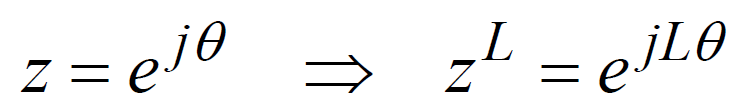 z = e^{jθ} ⇒ z^L = e^{jLθ}